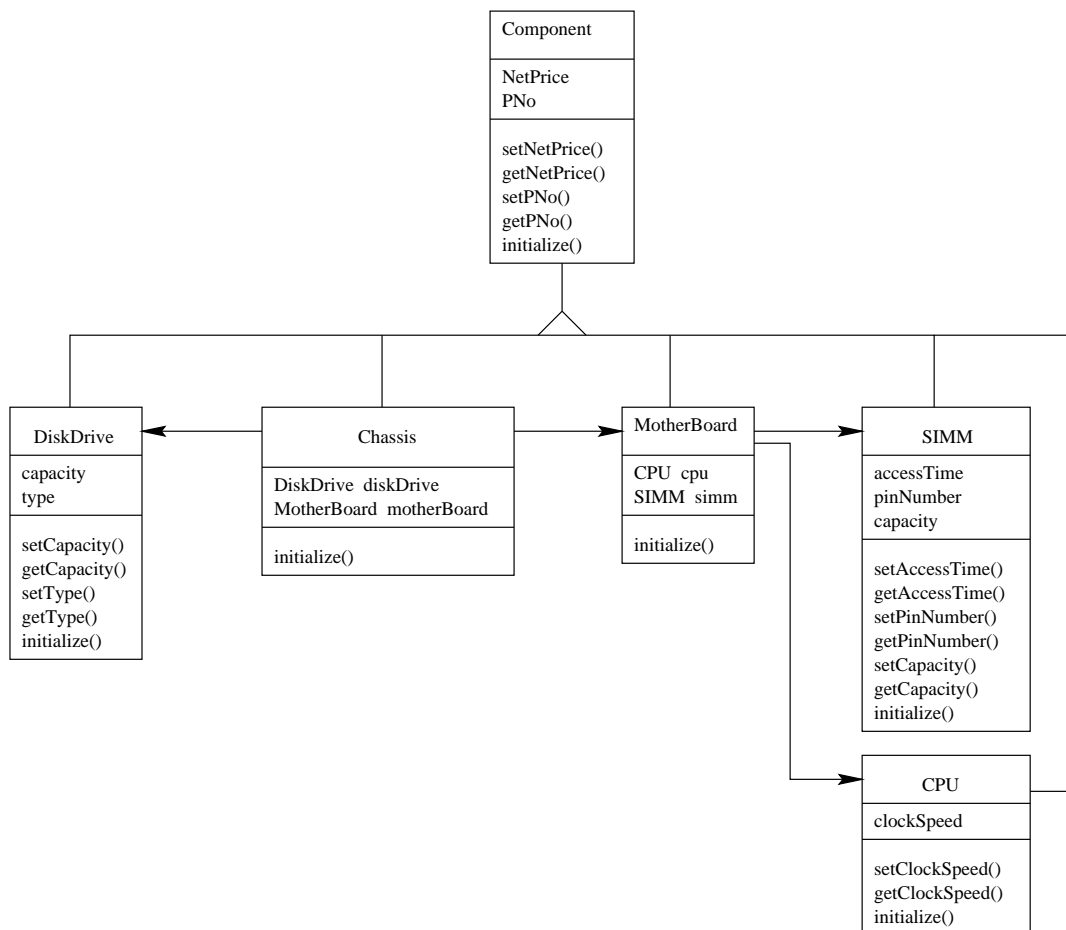 Component
NetPrice
PNo
setNetPrice()
getNetPrice()
setPNo()
getPNo()
initialize()
DiskDrive
capacity
type
setCapacity()
getCapacity()
setType()
getType()
initialize()
Chassis
DiskDrive diskDrive
MotherBoard motherBoard
initialize()
MotherBoard
CPU cpu
SIMM simm
initialize()
SIMM
accessTime
pinNumber
capacity
setAccessTime()
getAccessTime()
setPinNumber()
getPinNumber()
setCapacity()
getCapacity()
initialize()
CPU
clockSpeed
setClockSpeed()
getClockSpeed()
initialize()